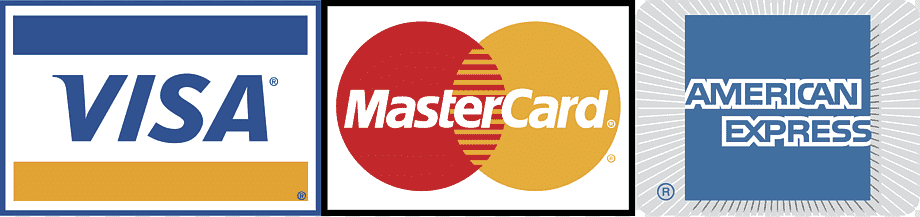 VISA®
®
MasterCard®
®
AMERICAN
EXPRESS
®